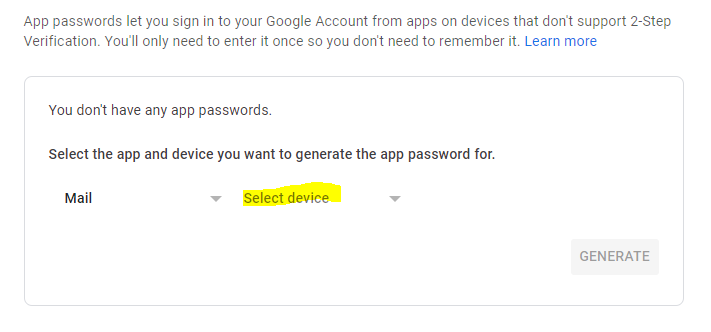 App passwords let you sign in to your Google Account from apps on devices that don't support 2-Step
Verification. You'll only need to enter it once so you don't need to remember it. Learn more
You don't have any app passwords.
Select the app and device you want to generate the app password for.
Mail Select device
GENERATE